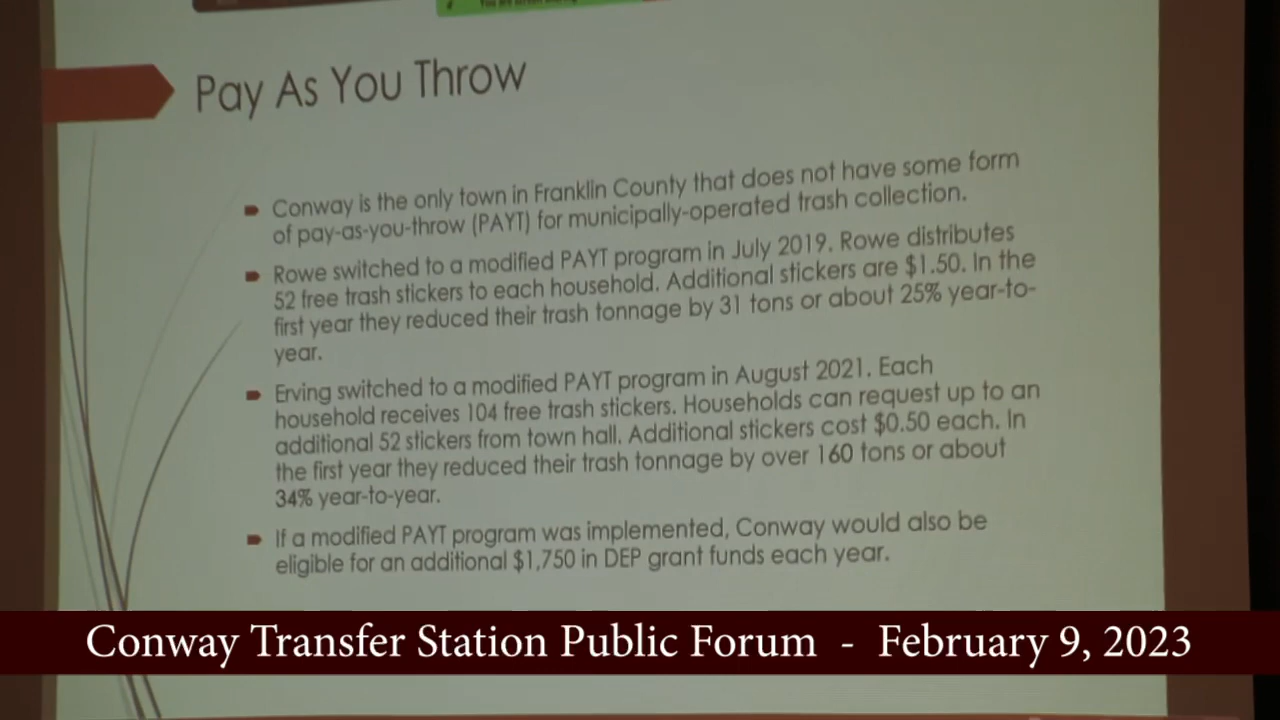 Pay As You Throw
Conway is the only town in Franklin County that does not have some form
of pay-as-you-throw (PAYT) for municipally-operated trash collection.
Rowe switched to a modified PAYT program in July 2019. Rowe distributes
52 free trash stickers to each household. Additional stickers are $1.50. In the
first year they reduced their trash tonnage by 31 tons or about 25% year-to-
year.
Erving switched to a modified PAYT program in August 2021. Each
household receives 104 free trash stickers. Households can request up to an
additional 52 stickers from town hall. Additional stickers cost $0.50 each. In
the first year they reduced their trash tonnage by over 160 tons or about
34% year-to-year.
If a modified PAYT program was implemented, Conway would also be
eligible for an additional $1,750 in DEP grant funds each year.
Conway Transfer Station Public Forum - February 9, 2023